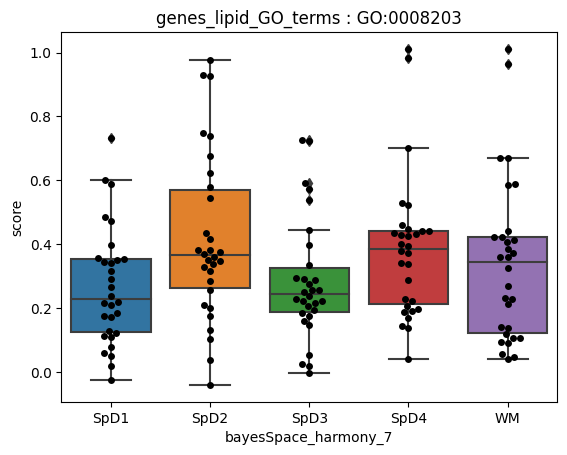 genes_lipid_GO_terms : GO:0008203
score
1.0
0.8
0.6
0.4
0.2
0.0
SpD1 SpD2 SpD3 SpD4 WM
bayesSpace_harmony_7